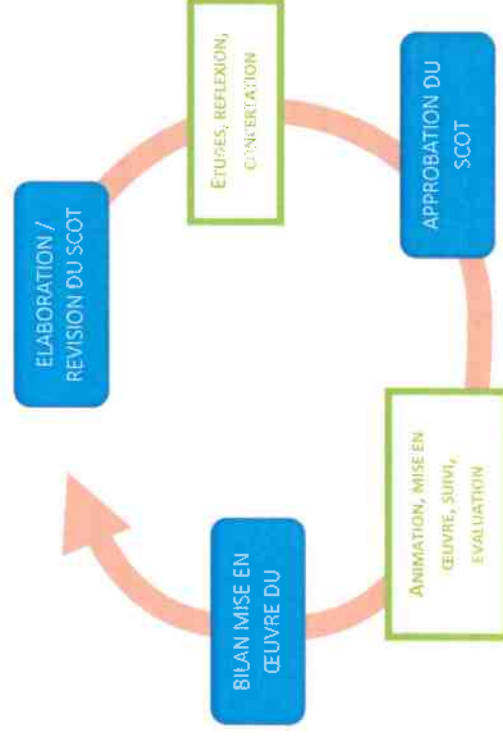 ELABORATION /
REVISION DU SCOT
ETUDES, REFLEXION,
CONCERTATION
APPROBATION DU
SCOT
ANIMATION, MISE EN
ŒUVRE, SUIVI,
EVALUATION
BILAN MISE EN
ŒUVRE DU